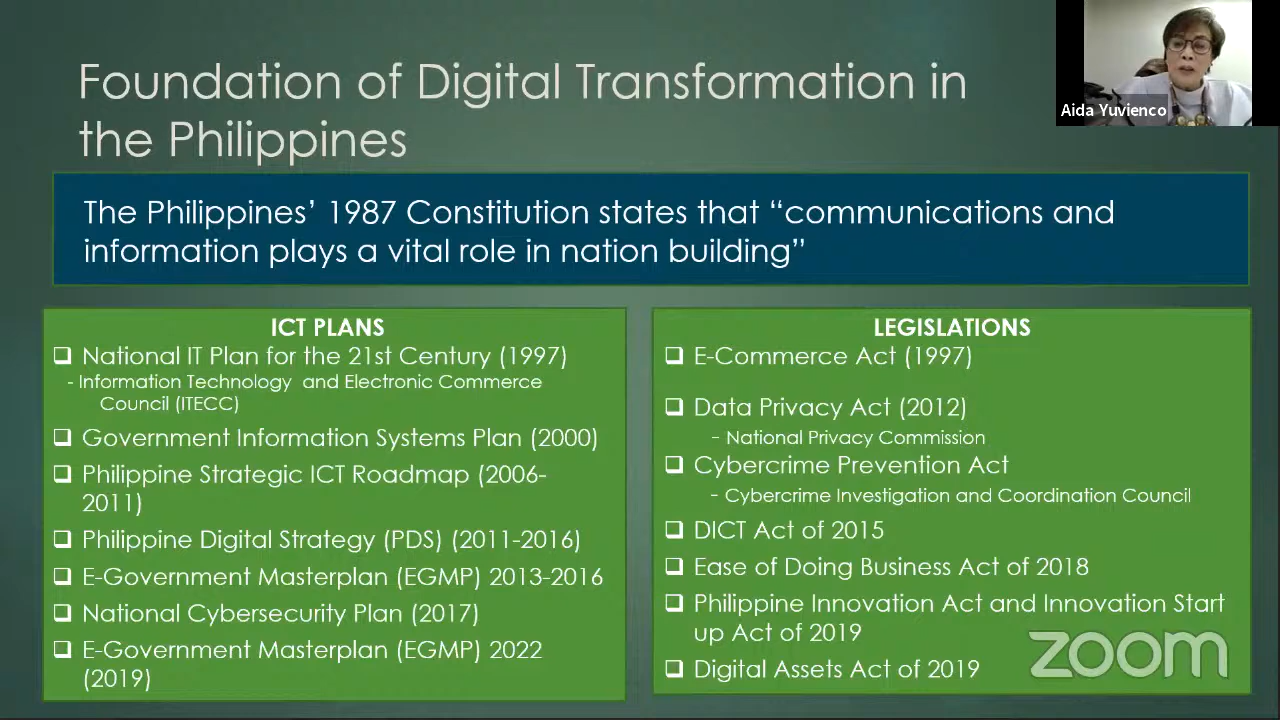 Aida Yuvienco
Foundation of Digital Transformation in
the Philippines
The Philippines’ 1987 Constitution states that “communications and
information plays a vital role in nation building”
ICT PLANS
National IT Plan for the 21st Century (1997)
- Information Technology and Electronic Commerce
Council (ITECC)
Government Information Systems Plan (2000)
Philippine Strategic ICT Roadmap (2006-
2011)
Philippine Digital Strategy (PDS) (2011-2016)
E-Government Masterplan (EGMP) 2013-2016
National Cybersecurity Plan (2017)
E-Government Masterplan (EGMP) 2022
(2019)
LEGISLATIONS
E-Commerce Act (1997)
Data Privacy Act (2012)
- National Privacy Commission
Cybercrime Prevention Act
- Cybercrime Investigation and Coordination Council
DICT Act of 2015
Ease of Doing Business Act of 2018
Philippine Innovation Act and Innovation Start
up Act of 2019
Digital Assets Act of 2019
zoom